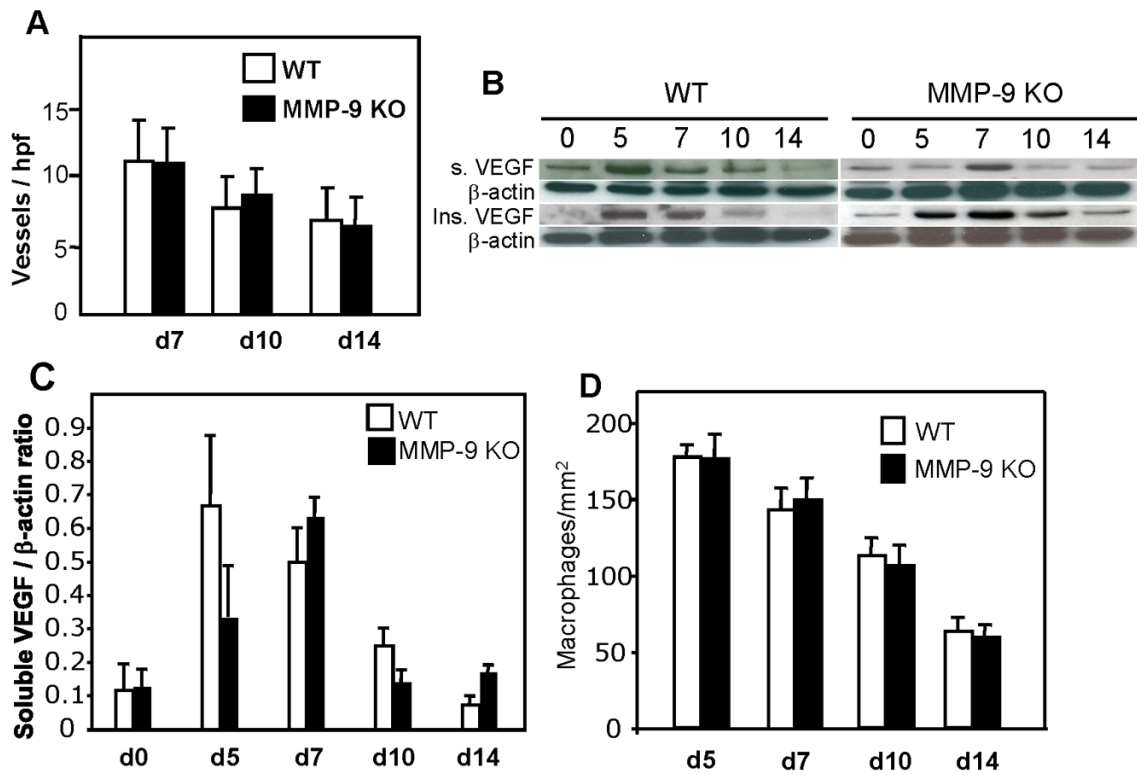 A
WT
MMP-9 KO
Vessels / hpf
15
10
5
0
d7 d10 d14
B
WT MMP-9 KO
0 5 7 10 14 0 5 7 10 14
s. VEGF
β-actin
Ins. VEGF
β-actin
C
WT
MMP-9 KO
Soluble VEGF / β-actin ratio
0.9
0.8
0.7
0.6
0.5
0.4
0.3
0.2
0.1
0
d0 d5 d7 d10 d14
D
WT
MMP-9 KO
Macrophages/mm²
200
150
100
50
0
d5 d7 d10 d14